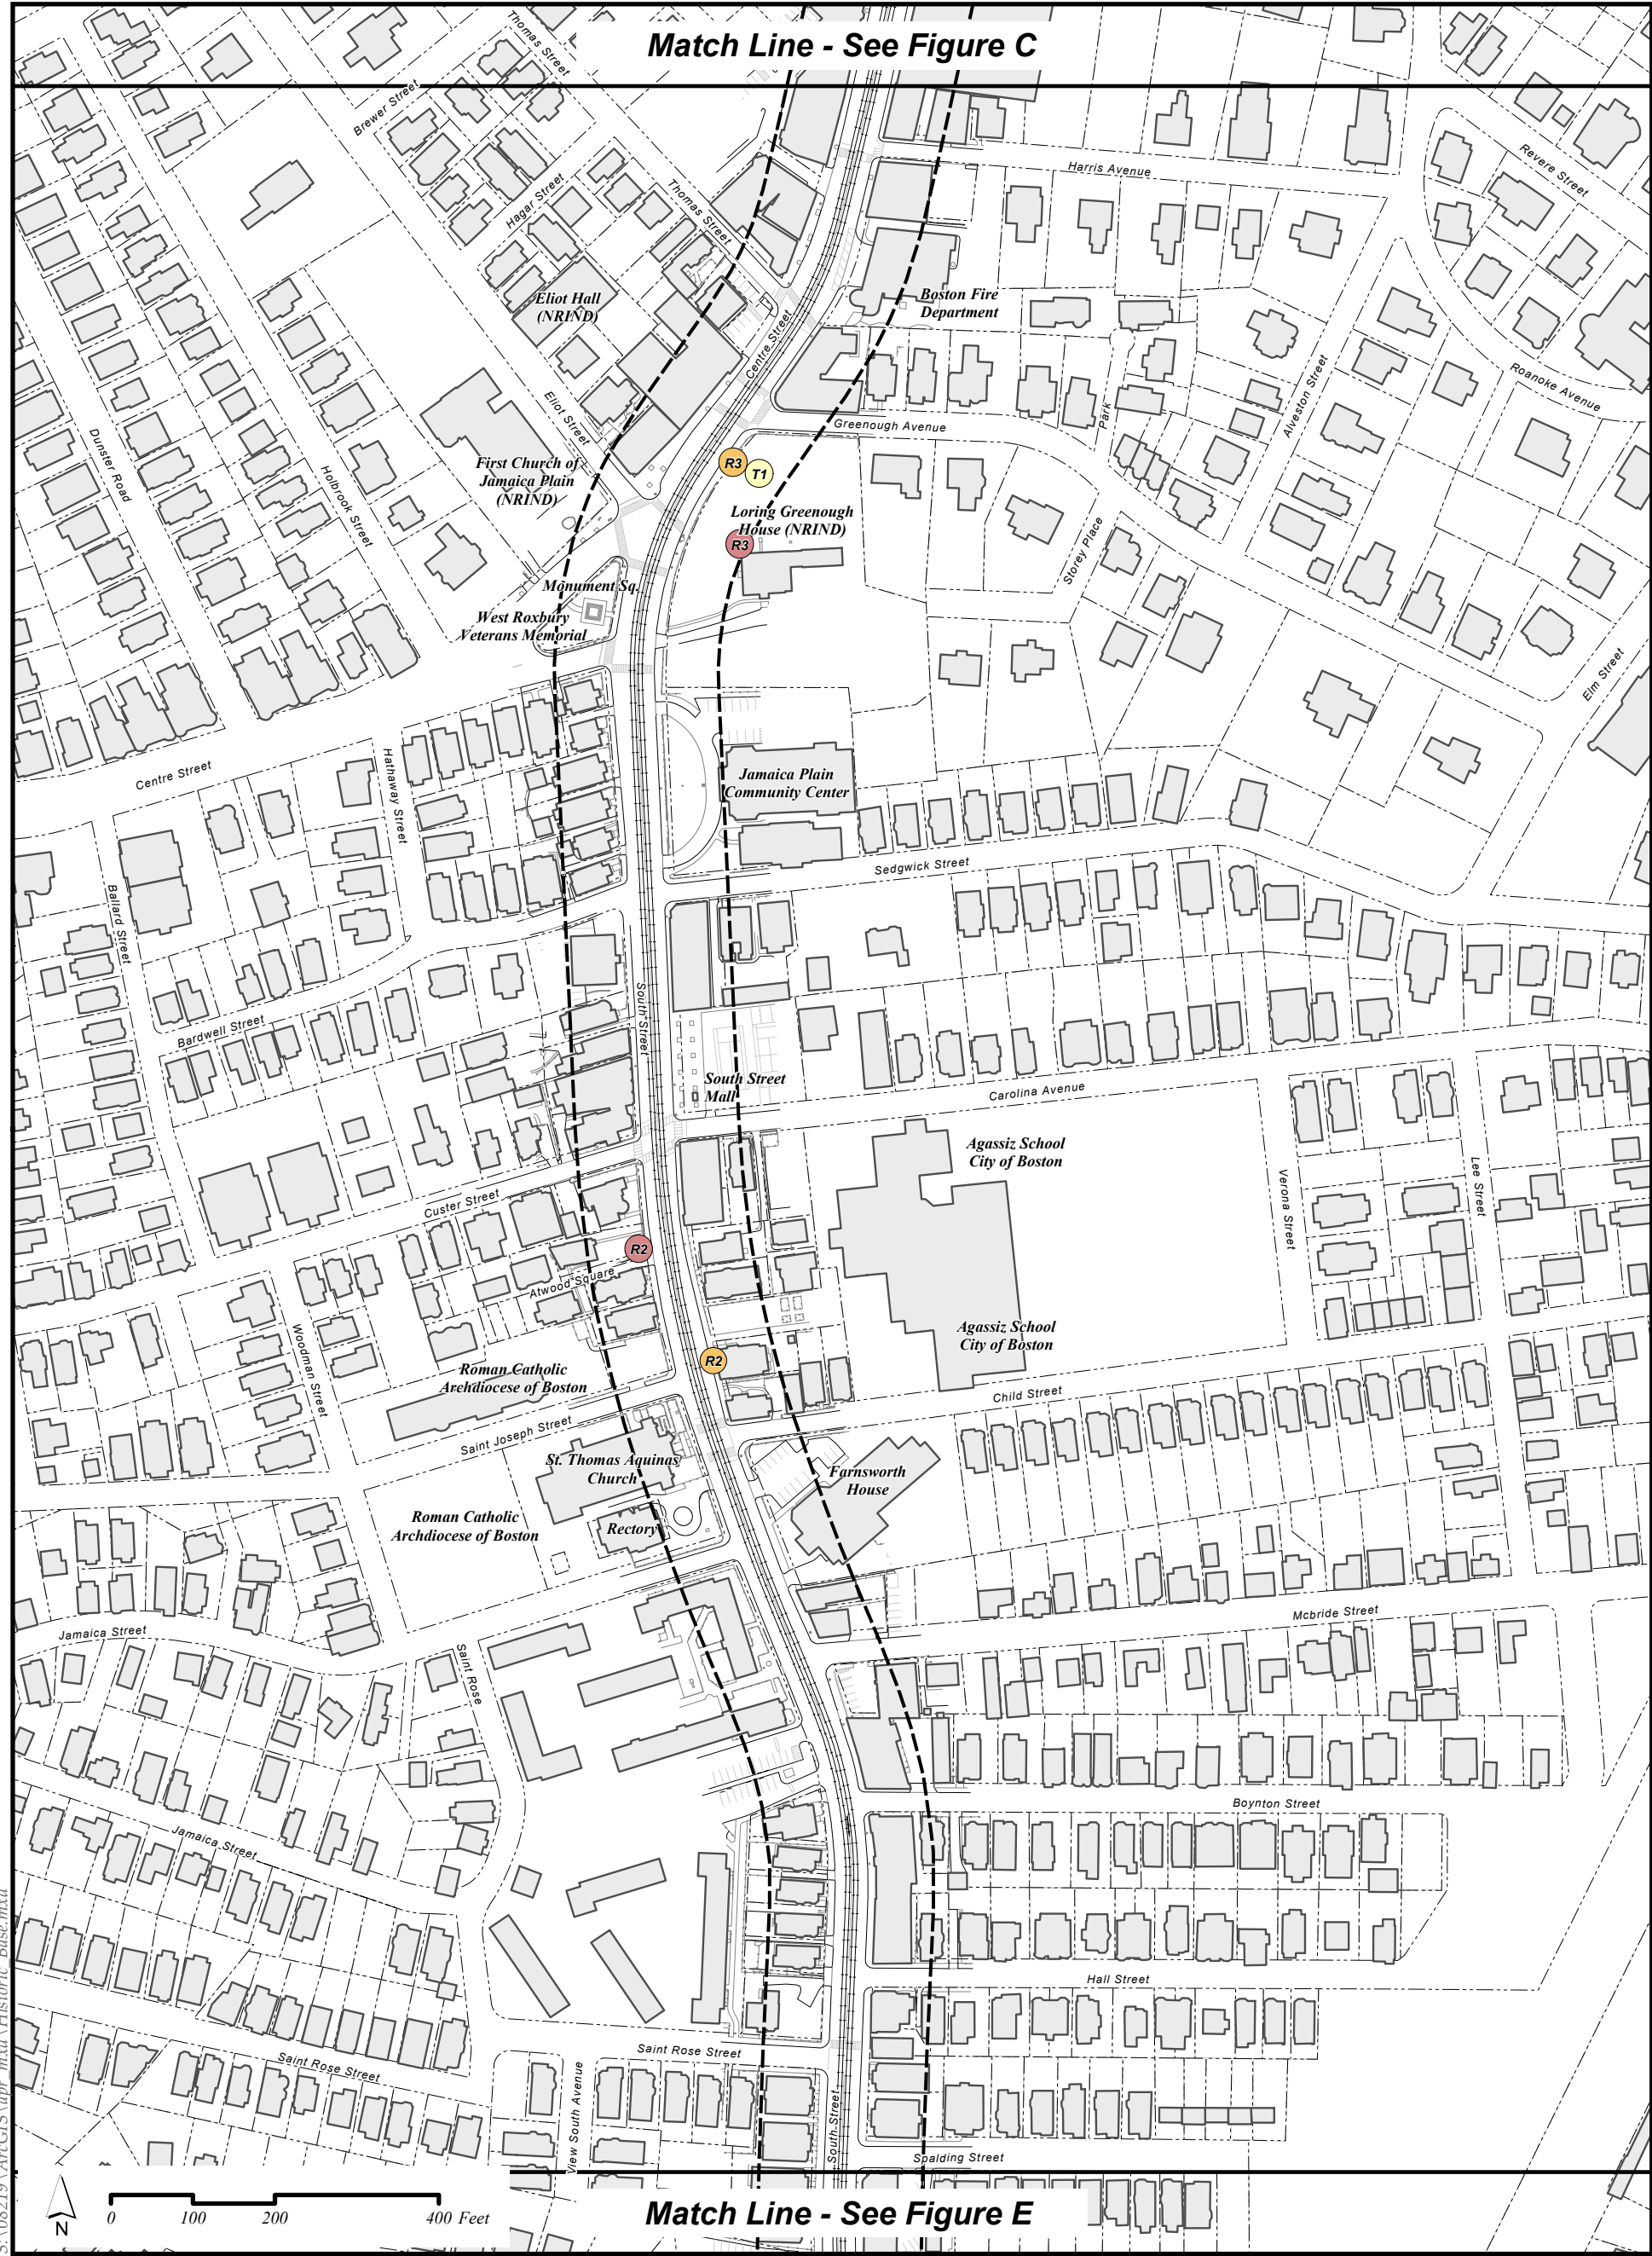 Match Line - See Figure C
Thomas Street
Brewer Street
Harris Avenue
Revere Street
Hagar Street
Thomas Street
Eliot Hall
(NRIND)
Boston Fire
Department
Centre Street
Alveston Street
Roanoke Avenue
Eliot Street
Park
Greenough Avenue
Dunster Road
Holbrook Street
First Church of
Jamaica Plain
(NRIND)
R3
T1
Loring Greenough
House (NRIND)
R3
Storey Place
Monument Sq.
West Roxbury
Veterans Memorial
Elm Street
Centre Street
Hathaway Street
Jamaica Plain
Community Center
Sedgwick Street
Ballard Street
Bardwell Street
South Street
South Street
Mall
Carolina Avenue
Agassiz School
City of Boston
Verona Street
Lee Street
Custer Street
R2
Atwood Square
Woodman Street
Agassiz School
City of Boston
R2
Roman Catholic
Archdiocese of Boston
Child Street
Saint Joseph Street
St. Thomas Aquinas
Church
Farnsworth
House
Roman Catholic
Archdiocese of Boston
Rectory
Mcbride Street
Jamaica Street
Saint Rose
Boynton Street
Jamaica Street
Hall Street
Saint Rose Street
Saint Rose Street
View South Avenue
South Street
Spalding Street
N
0 100 200 400 Feet
Match Line - See Figure E